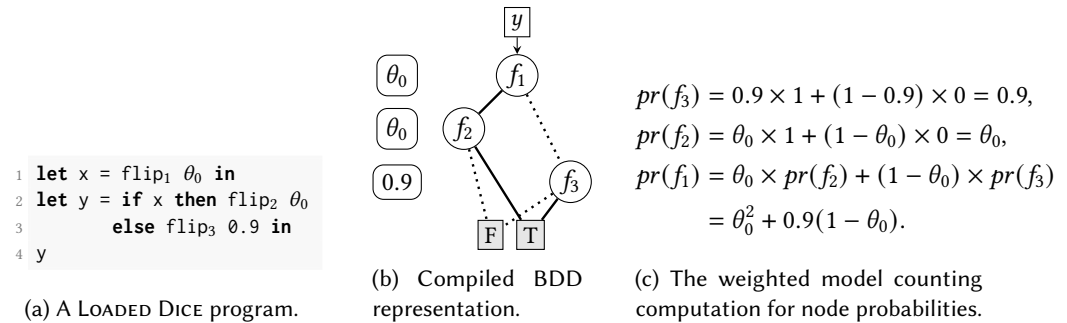 1 let x = flip₁ θ₀ in
2 let y = if x then flip₂ θ₀
3 else flip₃ 0.9 in
4 y
(a) A Loaded Dice program.
y
θ₀
f₁
θ₀
f₂
0.9
f₃
F T
(b) Compiled BDD
representation.
pr(f₃) = 0.9 × 1 + (1 − 0.9) × 0 = 0.9,
pr(f₂) = θ₀ × 1 + (1 − θ₀) × 0 = θ₀,
pr(f₁) = θ₀ × pr(f₂) + (1 − θ₀) × pr(f₃)
= θ₀² + 0.9(1 − θ₀).
(c) The weighted model counting
computation for node probabilities.